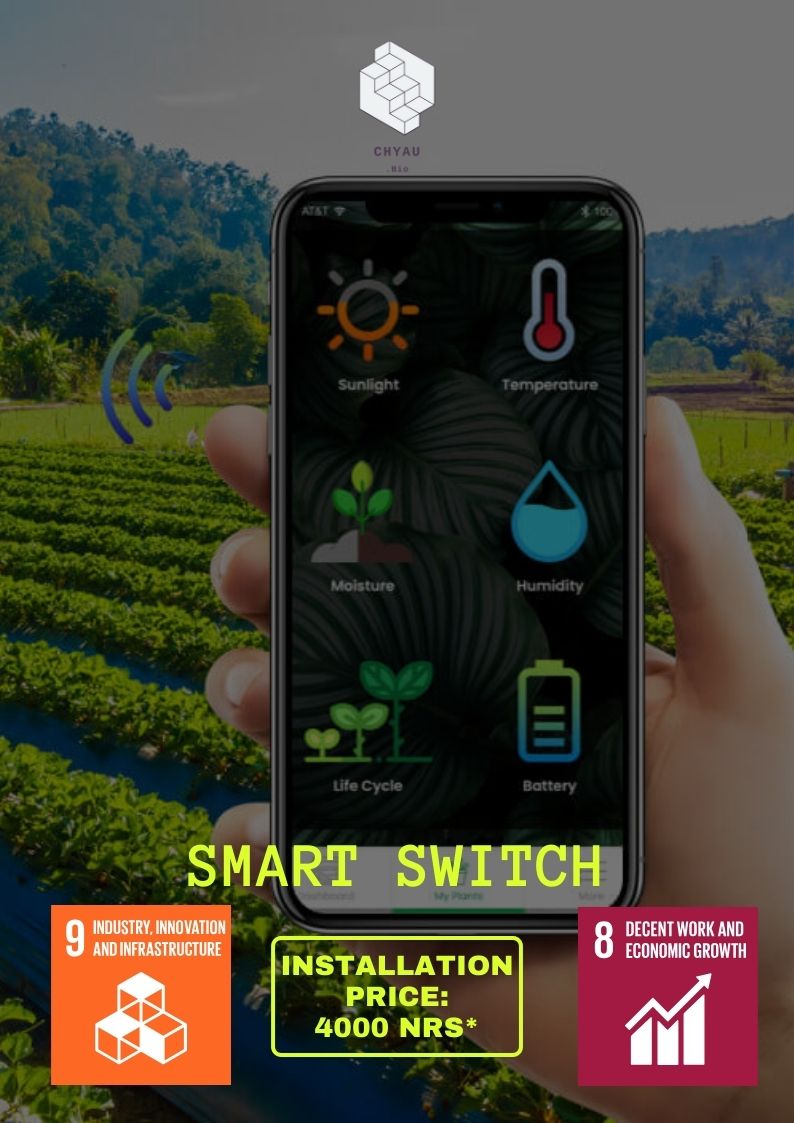 CHYAU
.Bio
AT&T
100
Sunlight
Temperature
Moisture
Humidity
Life Cycle
Battery
SMART SWITCH
Dashboard
My Plants
More
9 INDUSTRY, INNOVATION
AND INFRASTRUCTURE
INSTALLATION
PRICE:
4000 NRS*
8 DECENT WORK AND
ECONOMIC GROWTH